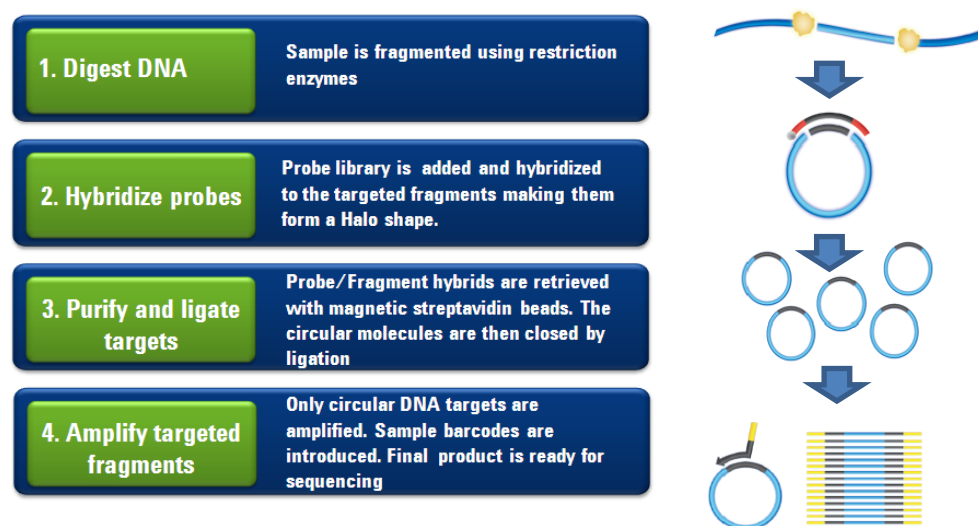 1. Digest DNA
Sample is fragmented using restriction
enzymes
2. Hybridize probes
Probe library is added and hybridized
to the targeted fragments making them
form a Halo shape.
3. Purify and ligate
targets
Probe/Fragment hybrids are retrieved
with magnetic streptavidin beads. The
circular molecules are then closed by
ligation
4. Amplify targeted
fragments
Only circular DNA targets are
amplified. Sample barcodes are
introduced. Final product is ready for
sequencing